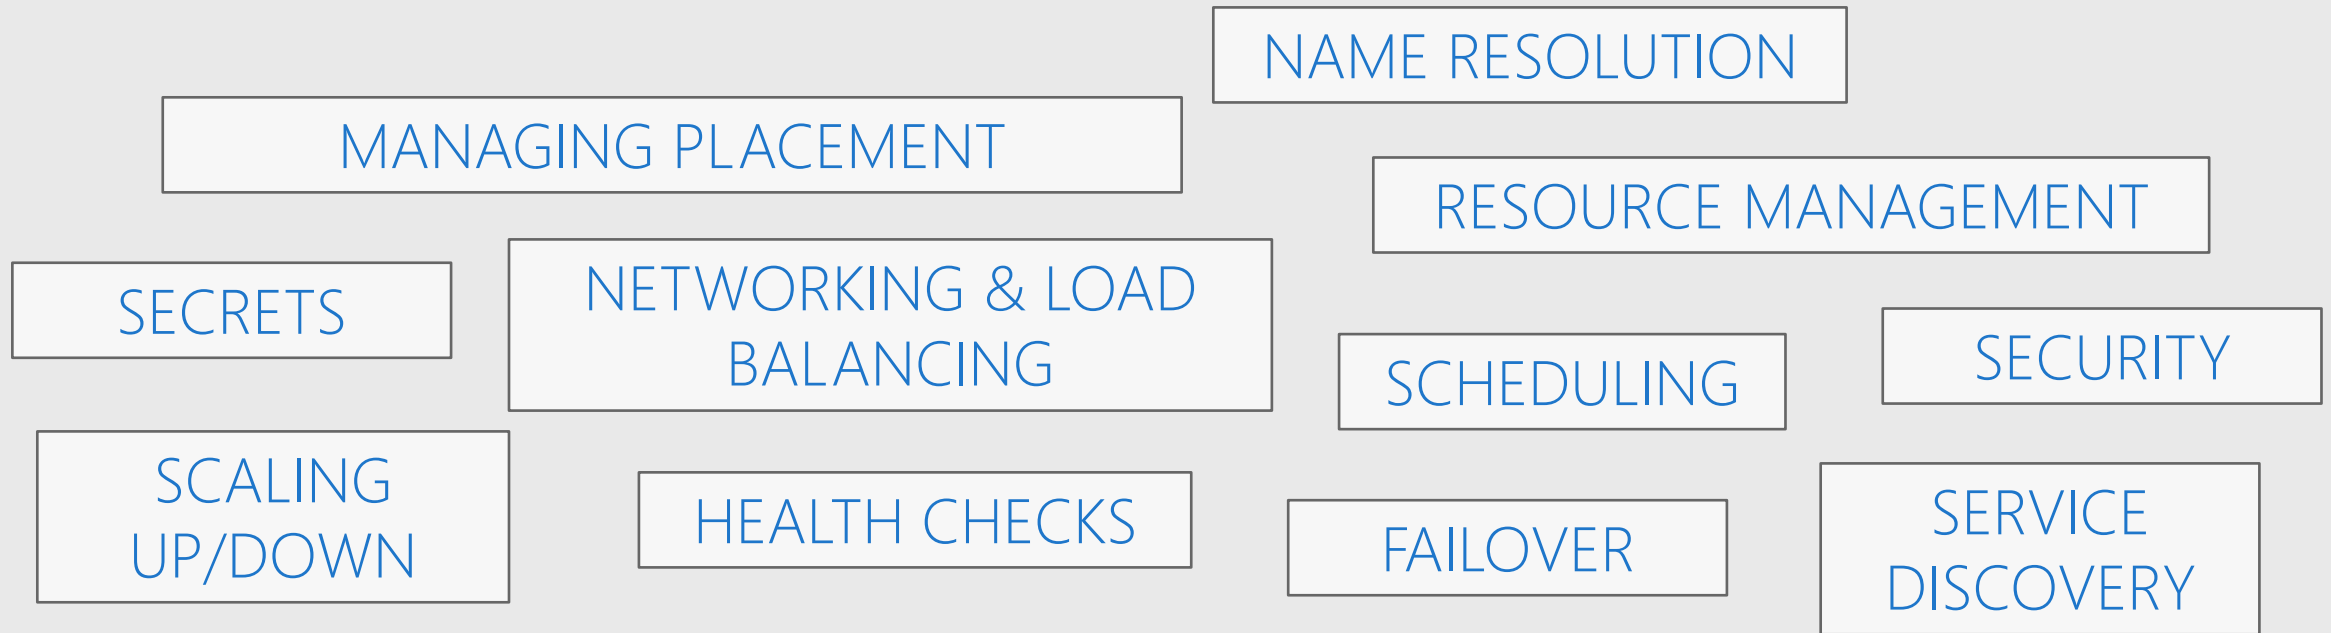 NAME RESOLUTION
MANAGING PLACEMENT
RESOURCE MANAGEMENT
SECRETS
NETWORKING & LOAD
BALANCING
SCHEDULING
SECURITY
SCALING
UP/DOWN
HEALTH CHECKS
FAILOVER
SERVICE
DISCOVERY